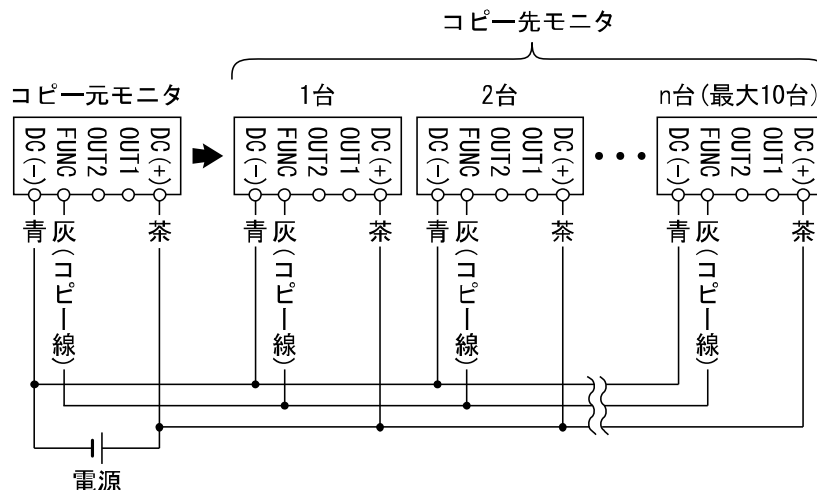 コピー先モニタ
コピー元モニタ
1台
2台
n台(最大10台)
DC(-)
FUNC
OUT2
OUT1
DC(+)
DC(-)
FUNC
OUT2
OUT1
DC(+)
DC(-)
FUNC
OUT2
OUT1
DC(+)
DC(-)
FUNC
OUT2
OUT1
DC(+)
青
灰(コピー線)
茶
青
灰(コピー線)
茶
青
灰(コピー線)
茶
青
灰(コピー線)
茶
電源